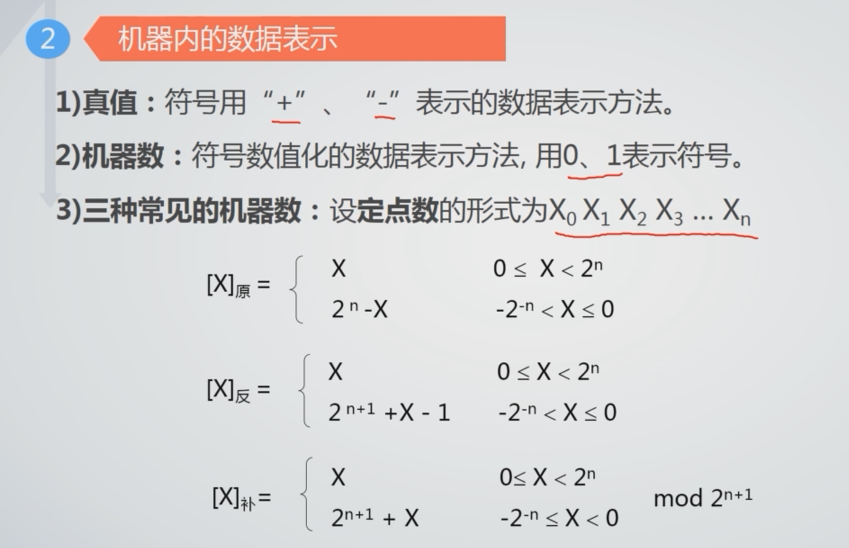 2 机器内的数据表示
1)真值：符号用“+”、“-”表示的数据表示方法。
2)机器数：符号数值化的数据表示方法, 用0、1表示符号。
3)三种常见的机器数：设定点数的形式为X₀ X₁ X₂ X₃ ... Xₙ
[X]原 = { X 0 ≤ X < 2ⁿ
2ⁿ -X -2⁻ⁿ < X ≤ 0
[X]反 = { X 0 ≤ X < 2ⁿ
2ⁿ⁺¹ +X - 1 -2⁻ⁿ < X ≤ 0
[X]补 = { X 0≤ X < 2ⁿ mod 2ⁿ⁺¹
2ⁿ⁺¹ + X -2⁻ⁿ ≤ X < 0